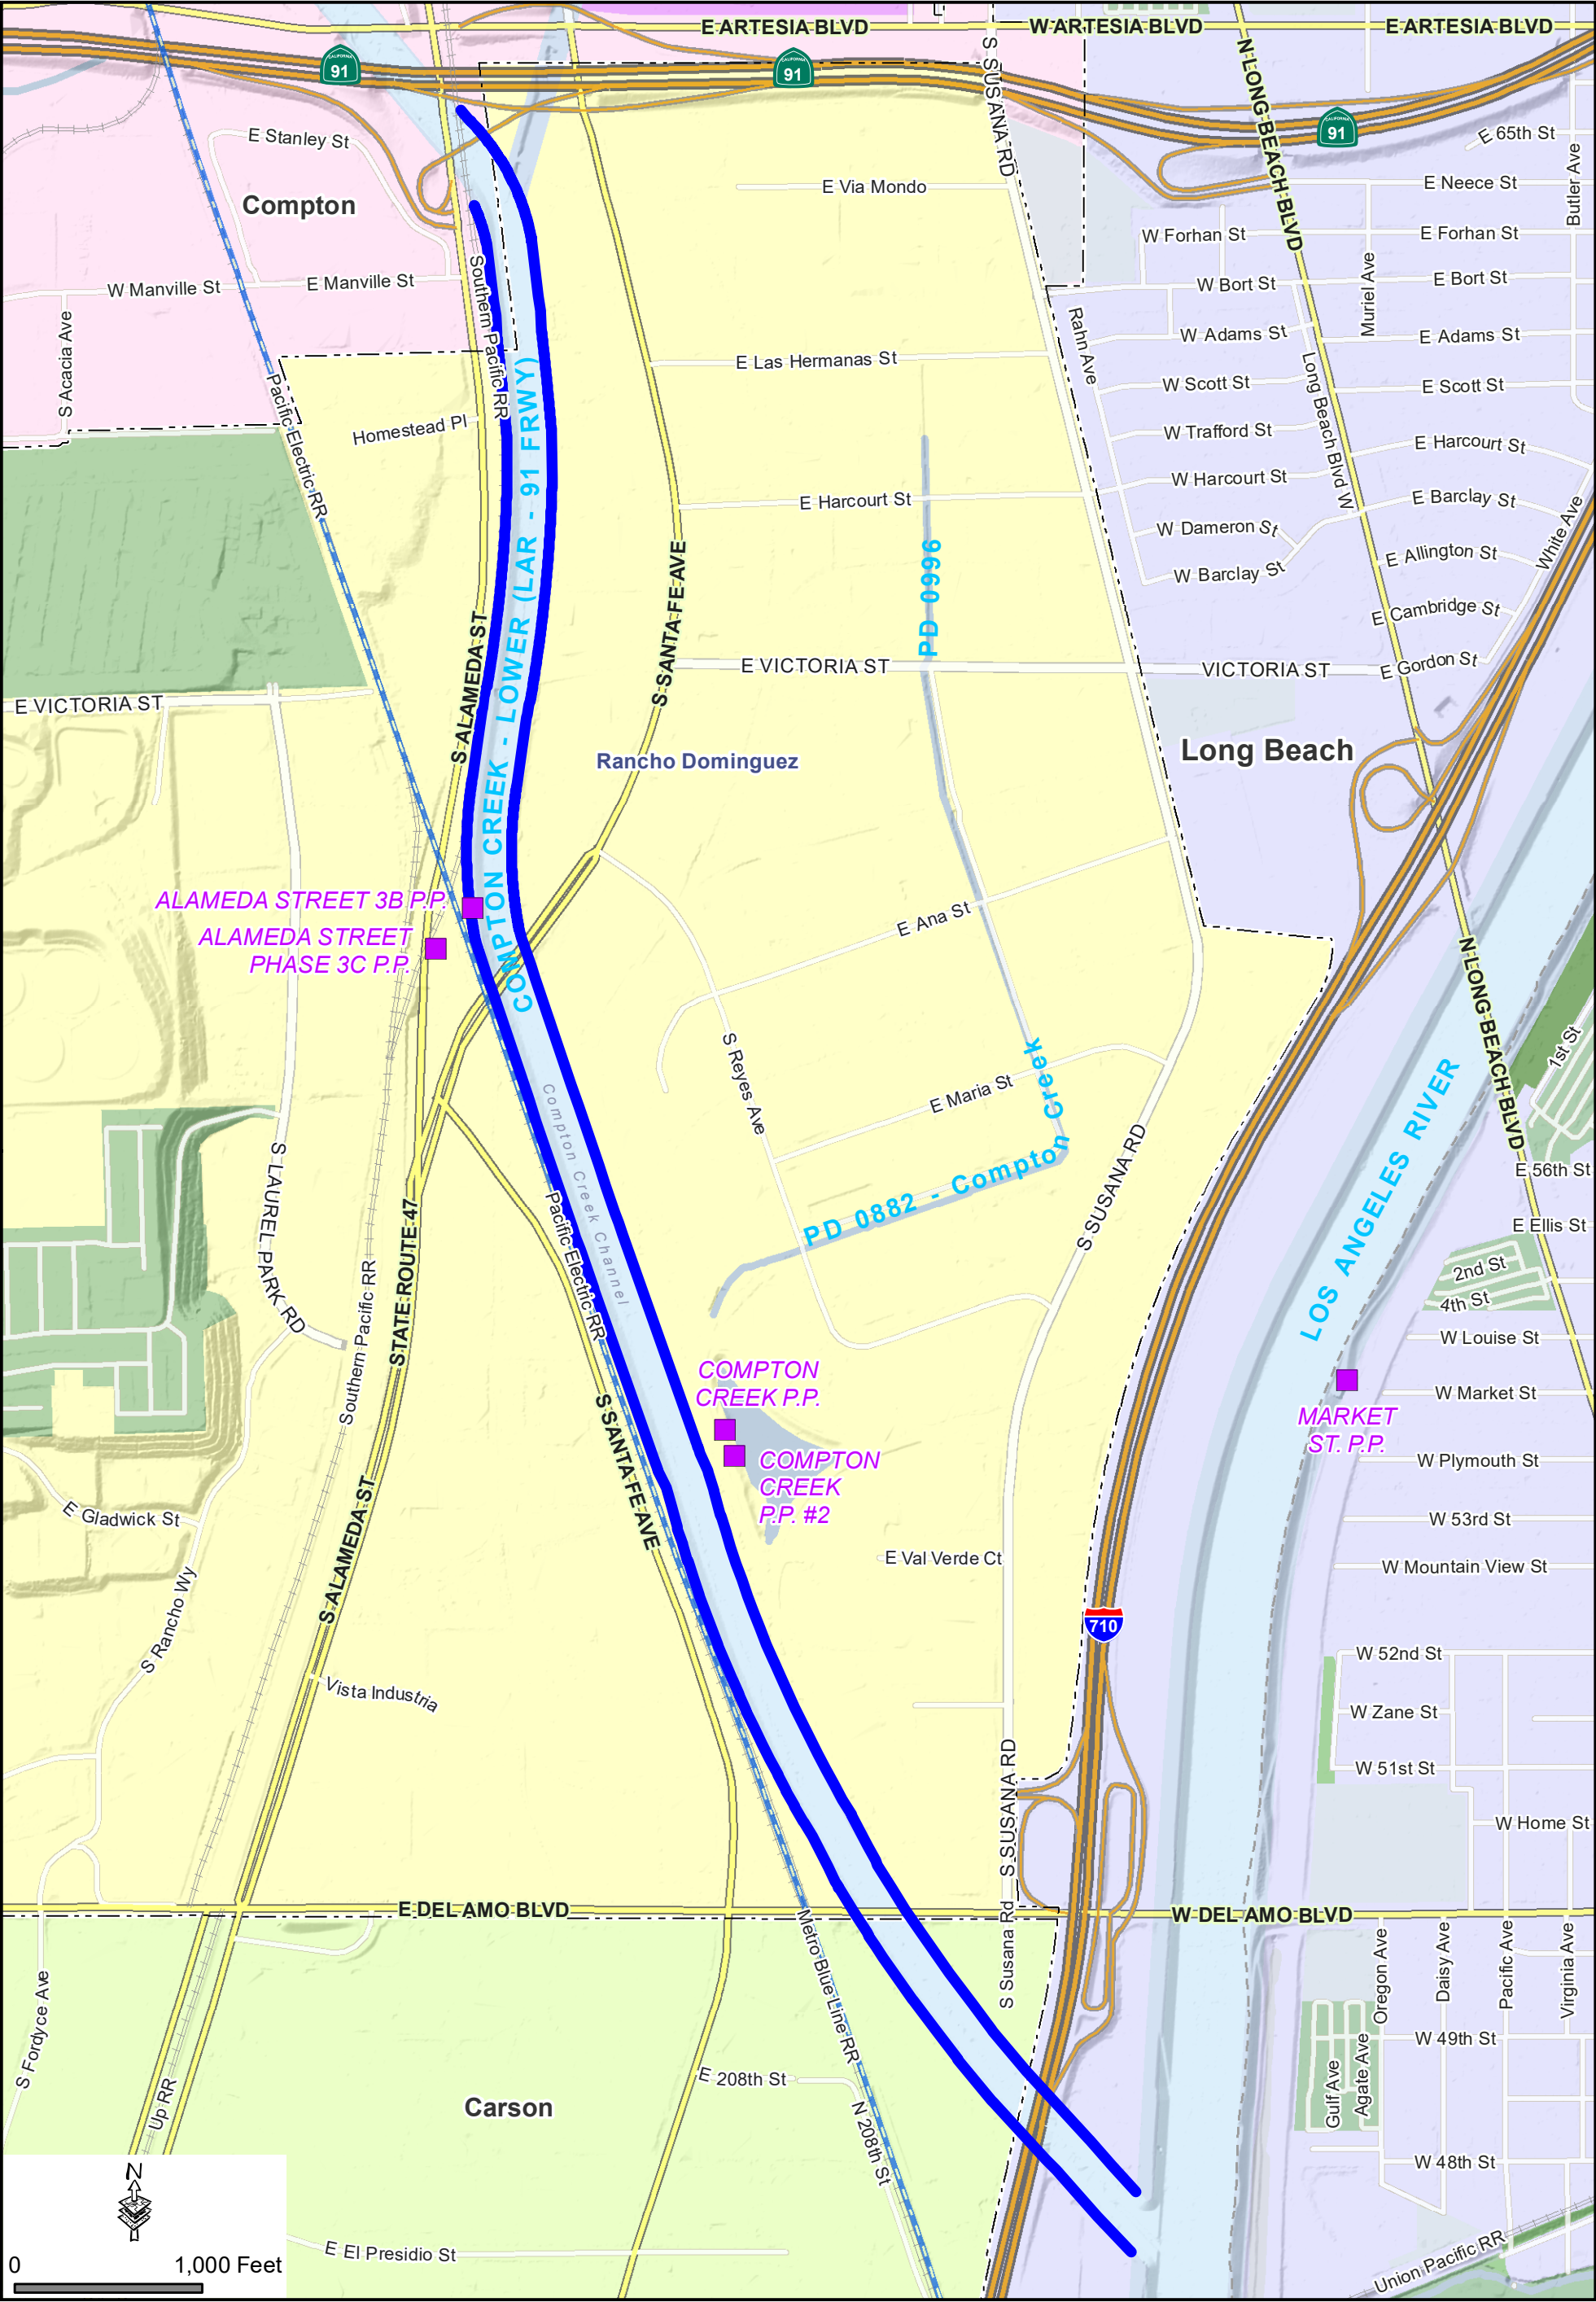 E ARTESIA BLVD
W ARTESIA BLVD
E ARTESIA BLVD
CALIFORNIA
91
CALIFORNIA
91
CALIFORNIA
91
S SUSANA RD
N LONG BEACH BLVD
E 65th St
Butler Ave
E Stanley St
Compton
E Via Mondo
E Neece St
W Forhan St
E Forhan St
W Manville St
E Manville St
Southern Pacific RR
W Bort St
E Bort St
Muriel Ave
S Acacia Ave
Rahn Ave
W Adams St
E Adams St
E Las Hermanas St
Pacific Electric RR
W Scott St
E Scott St
Long Beach Blvd W
Homestead Pl
W Trafford St
E Harcourt St
W Harcourt St
E Harcourt St
E Barclay St
W Dameron St
White Ave
E Allington St
W Barclay St
PD 0996
E Cambridge St
COMPTON CREEK - LOWER (LAR - 91 FRWY)
S ALAMEDA ST
S SANTA FE AVE
E VICTORIA ST
VICTORIA ST
E Gordon St
E VICTORIA ST
Rancho Dominguez
Long Beach
ALAMEDA STREET 3B P.P.
ALAMEDA STREET
PHASE 3C P.P.
E Ana St
N LONG BEACH BLVD
S Reyes Ave
1st St
E Maria St
Compton Creek Channel
PD 0882 - Compton Creek
S SUSANA RD
LOS ANGELES RIVER
E 56th St
S LAUREL PARK RD
Pacific Electric RR
E Ellis St
STATE ROUTE 47
Southern Pacific RR
2nd St
4th St
W Louise St
COMPTON
CREEK P.P.
W Market St
MARKET
ST. P.P.
S SANTA FE AVE
COMPTON
CREEK
P.P. #2
W Plymouth St
E Gladwick St
W 53rd St
S ALAMEDA ST
E Val Verde Ct
W Mountain View St
S Rancho Wy
710
W 52nd St
Vista Industria
W Zane St
S SUSANA RD
W 51st St
W Home St
E DEL AMO BLVD
W DEL AMO BLVD
S Susana Rd
Metro Blue Line RR
Oregon Ave
Daisy Ave
Pacific Ave
Virginia Ave
S Fordyce Ave
W 49th St
E 208th St
Gulf Ave
Agate Ave
Up RR
Carson
N 208th St
W 48th St
N
E El Presidio St
Union Pacific RR
0
1,000 Feet